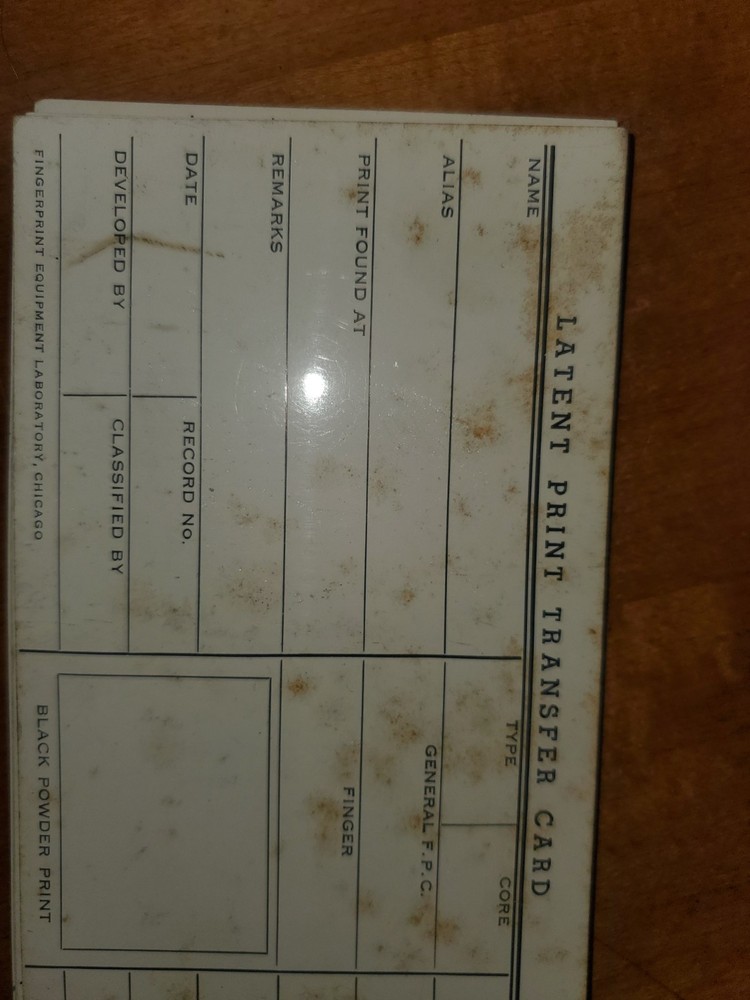 LATENT PRINT TRANSFER CARD
NAME
TYPE
CORE
ALIAS
GENERAL F.P.C.
PRINT FOUND AT
FINGER
REMARKS
DATE
RECORD No.
DEVELOPED BY
CLASSIFIED BY
FINGERPRINT EQUIPMENT LABORATORY, CHICAGO
BLACK POWDER PRINT